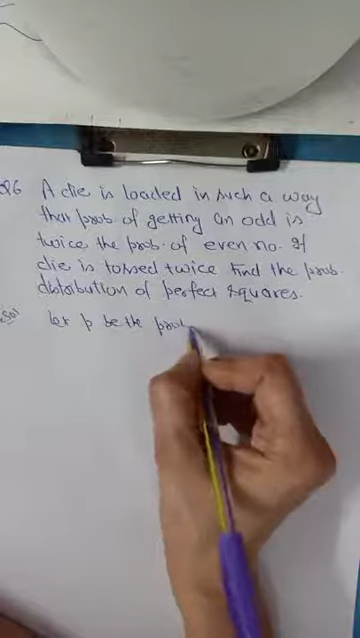 Q6 A die is loaded in such a way
that prob. of getting an odd is
twice the prob. of even no. If
die is tossed twice find the prob.
distribution of perfect squares.
Sol let p be the prob